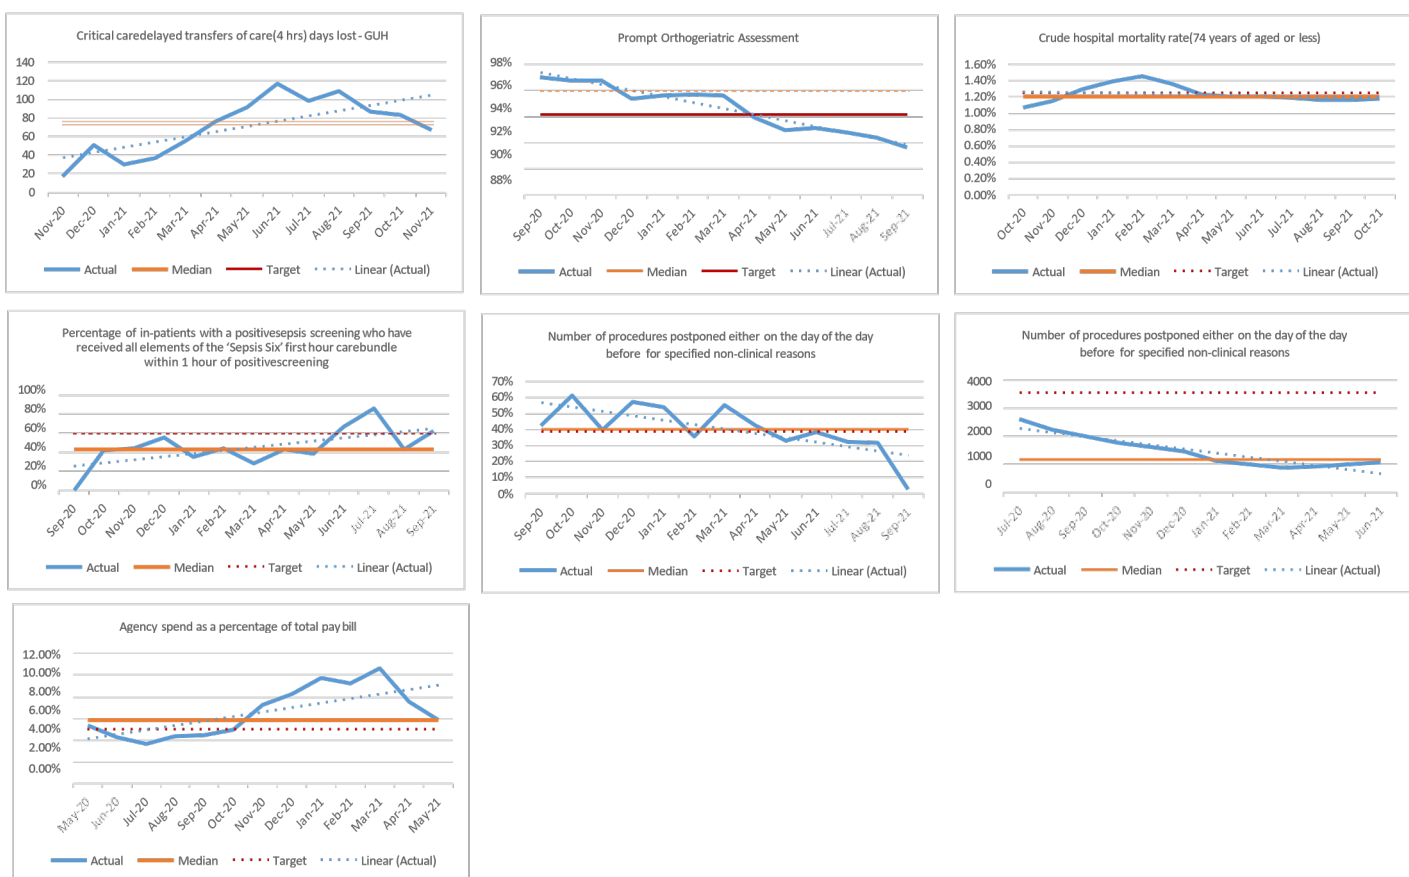 Critical caredelayed transfers of care(4 hrs) days lost - GUH
140
120
100
80
60
40
20
0
Nov-20
Dec-20
Jan-21
Feb-21
Mar-21
Apr-21
May-21
Jun-21
Jul-21
Aug-21
Sep-21
Oct-21
Nov-21
Actual Median Target Linear (Actual)
Prompt Orthogeriatric Assessment
98%
96%
94%
92%
90%
88%
Sep-20
Oct-20
Nov-20
Dec-20
Jan-21
Feb-21
Mar-21
Apr-21
May-21
Jun-21
Jul-21
Aug-21
Sep-21
Actual Median Target Linear (Actual)
Crude hospital mortality rate(74 years of aged or less)
1.60%
1.40%
1.20%
1.00%
0.80%
0.60%
0.40%
0.20%
0.00%
Oct-20
Nov-20
Dec-20
Jan-21
Feb-21
Mar-21
Apr-21
May-21
Jun-21
Jul-21
Aug-21
Sep-21
Oct-21
Actual Median Target Linear (Actual)
Percentage of in-patients with a positivesepsis screening who have
received all elements of the 'Sepsis Six' first hour carebundle
within 1 hour of positivescreening
100%
80%
60%
40%
20%
0%
Sep-20
Oct-20
Nov-20
Dec-20
Jan-21
Feb-21
Mar-21
Apr-21
May-21
Jun-21
Jul-21
Aug-21
Sep-21
Actual Median Target Linear (Actual)
Number of procedures postponed either on the day of the day
before for specified non-clinical reasons
70%
60%
50%
40%
30%
20%
10%
0%
Sep-20
Oct-20
Nov-20
Dec-20
Jan-21
Feb-21
Mar-21
Apr-21
May-21
Jun-21
Jul-21
Aug-21
Sep-21
Actual Median Target Linear (Actual)
Number of procedures postponed either on the day of the day
before for specified non-clinical reasons
4000
3000
2000
1000
0
Jul-20
Aug-20
Sep-20
Oct-20
Nov-20
Dec-20
Jan-21
Feb-21
Mar-21
Apr-21
May-21
Jun-21
Actual Median Target Linear (Actual)
Agency spend as a percentage of total pay bill
12.00%
10.00%
8.00%
6.00%
4.00%
2.00%
0.00%
May-20
Jun-20
Jul-20
Aug-20
Sep-20
Oct-20
Nov-20
Dec-20
Jan-21
Feb-21
Mar-21
Apr-21
May-21
Actual Median Target Linear (Actual)